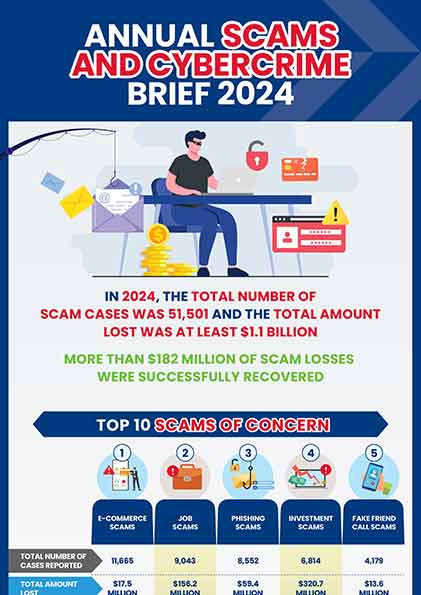 ANNUAL SCAMS
AND CYBERCRIME
BRIEF 2024
IN 2024, THE TOTAL NUMBER OF
SCAM CASES WAS 51,501 AND THE TOTAL AMOUNT
LOST WAS AT LEAST $1.1 BILLION
MORE THAN $182 MILLION OF SCAM LOSSES
WERE SUCCESSFULLY RECOVERED
TOP 10 SCAMS OF CONCERN
1 2 3 4 5
E-COMMERCE SCAMS
JOB SCAMS
PHISHING SCAMS
INVESTMENT SCAMS
FAKE FRIEND CALL SCAMS
TOTAL NUMBER OF CASES REPORTED
11,665 9,043 8,552 6,814 4,179
TOTAL AMOUNT LOST
$17.5 MILLION
$156.2 MILLION
$59.4 MILLION
$320.7 MILLION
$13.6 MILLION